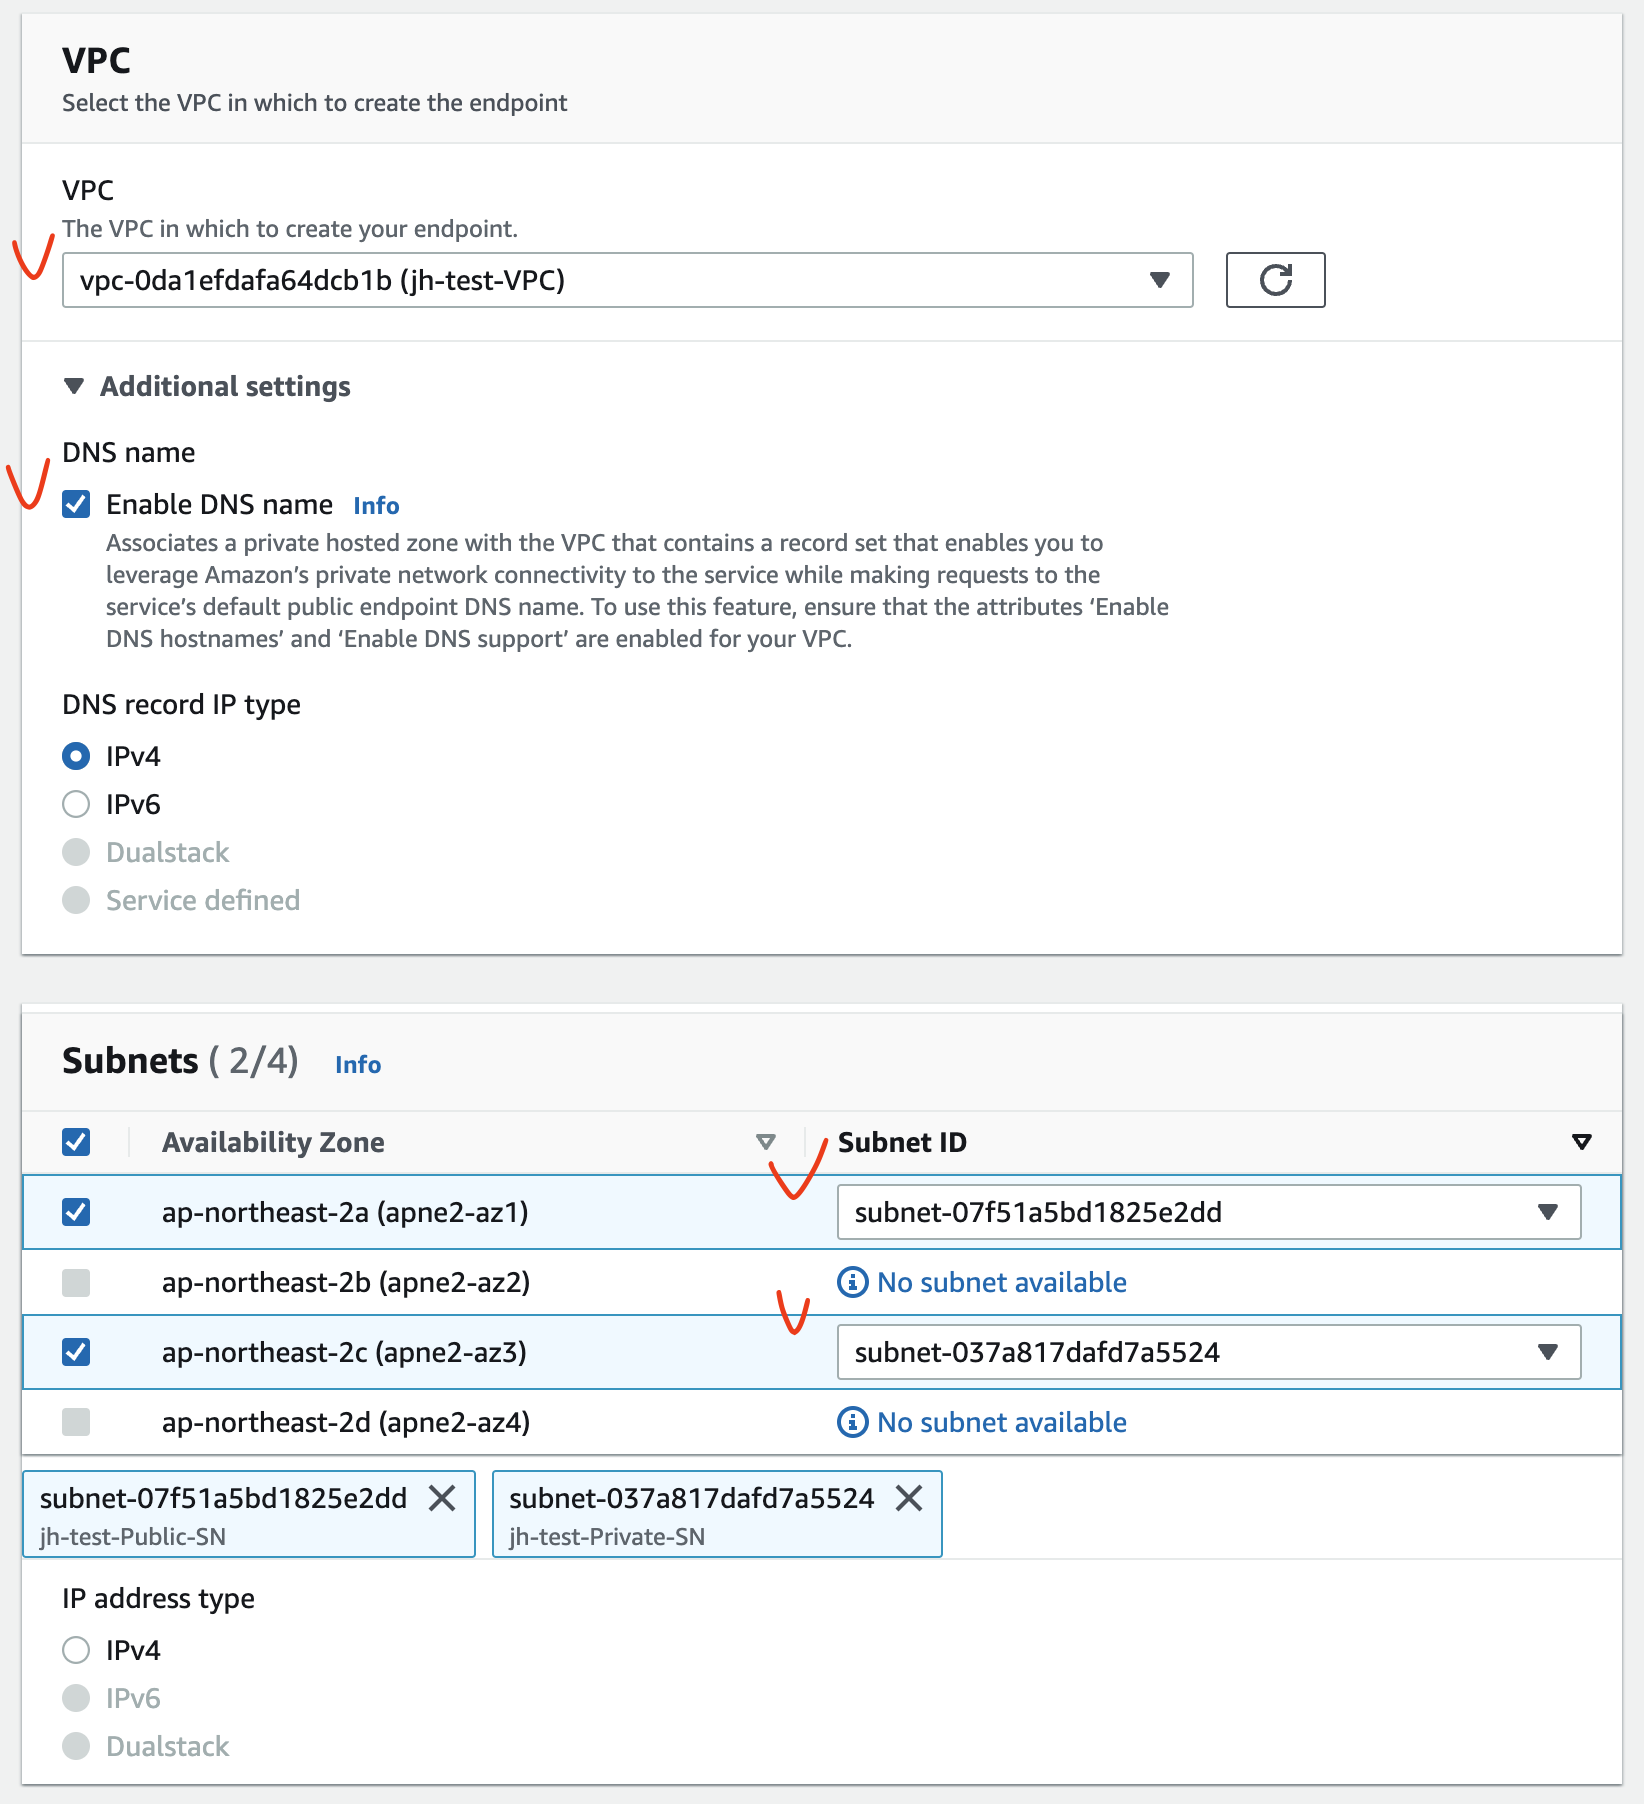 VPC
Select the VPC in which to create the endpoint
VPC
The VPC in which to create your endpoint.
vpc-0da1efdafa64dcb1b (jh-test-VPC)
Additional settings
DNS name
Enable DNS name Info
Associates a private hosted zone with the VPC that contains a record set that enables you to
leverage Amazon’s private network connectivity to the service while making requests to the
service’s default public endpoint DNS name. To use this feature, ensure that the attributes ‘Enable
DNS hostnames’ and ‘Enable DNS support’ are enabled for your VPC.
DNS record IP type
IPv4
IPv6
Dualstack
Service defined
Subnets ( 2/4) Info
Availability Zone Subnet ID
ap-northeast-2a (apne2-az1) subnet-07f51a5bd1825e2dd
ap-northeast-2b (apne2-az2) No subnet available
ap-northeast-2c (apne2-az3) subnet-037a817dafd7a5524
ap-northeast-2d (apne2-az4) No subnet available
subnet-07f51a5bd1825e2dd subnet-037a817dafd7a5524
jh-test-Public-SN jh-test-Private-SN
IP address type
IPv4
IPv6
Dualstack